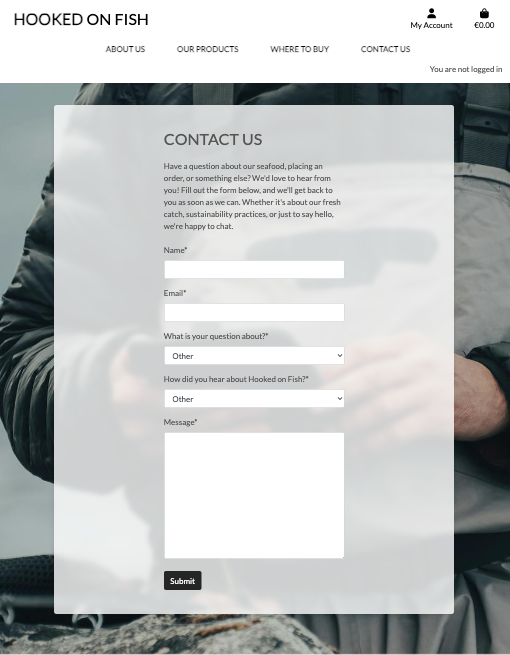 HOOKED ON FISH
My Account
€0.00
ABOUT US
OUR PRODUCTS
WHERE TO BUY
CONTACT US
You are not logged in
CONTACT US
Have a question about our seafood, placing an
order, or something else? We'd love to hear from
you! Fill out the form below, and we'll get back to
you as soon as we can. Whether it's about our fresh
catch, sustainability practices, or just to say hello,
we're happy to chat.
Name*
Email*
What is your question about?*
Other
How did you hear about Hooked on Fish?*
Other
Message*
Submit